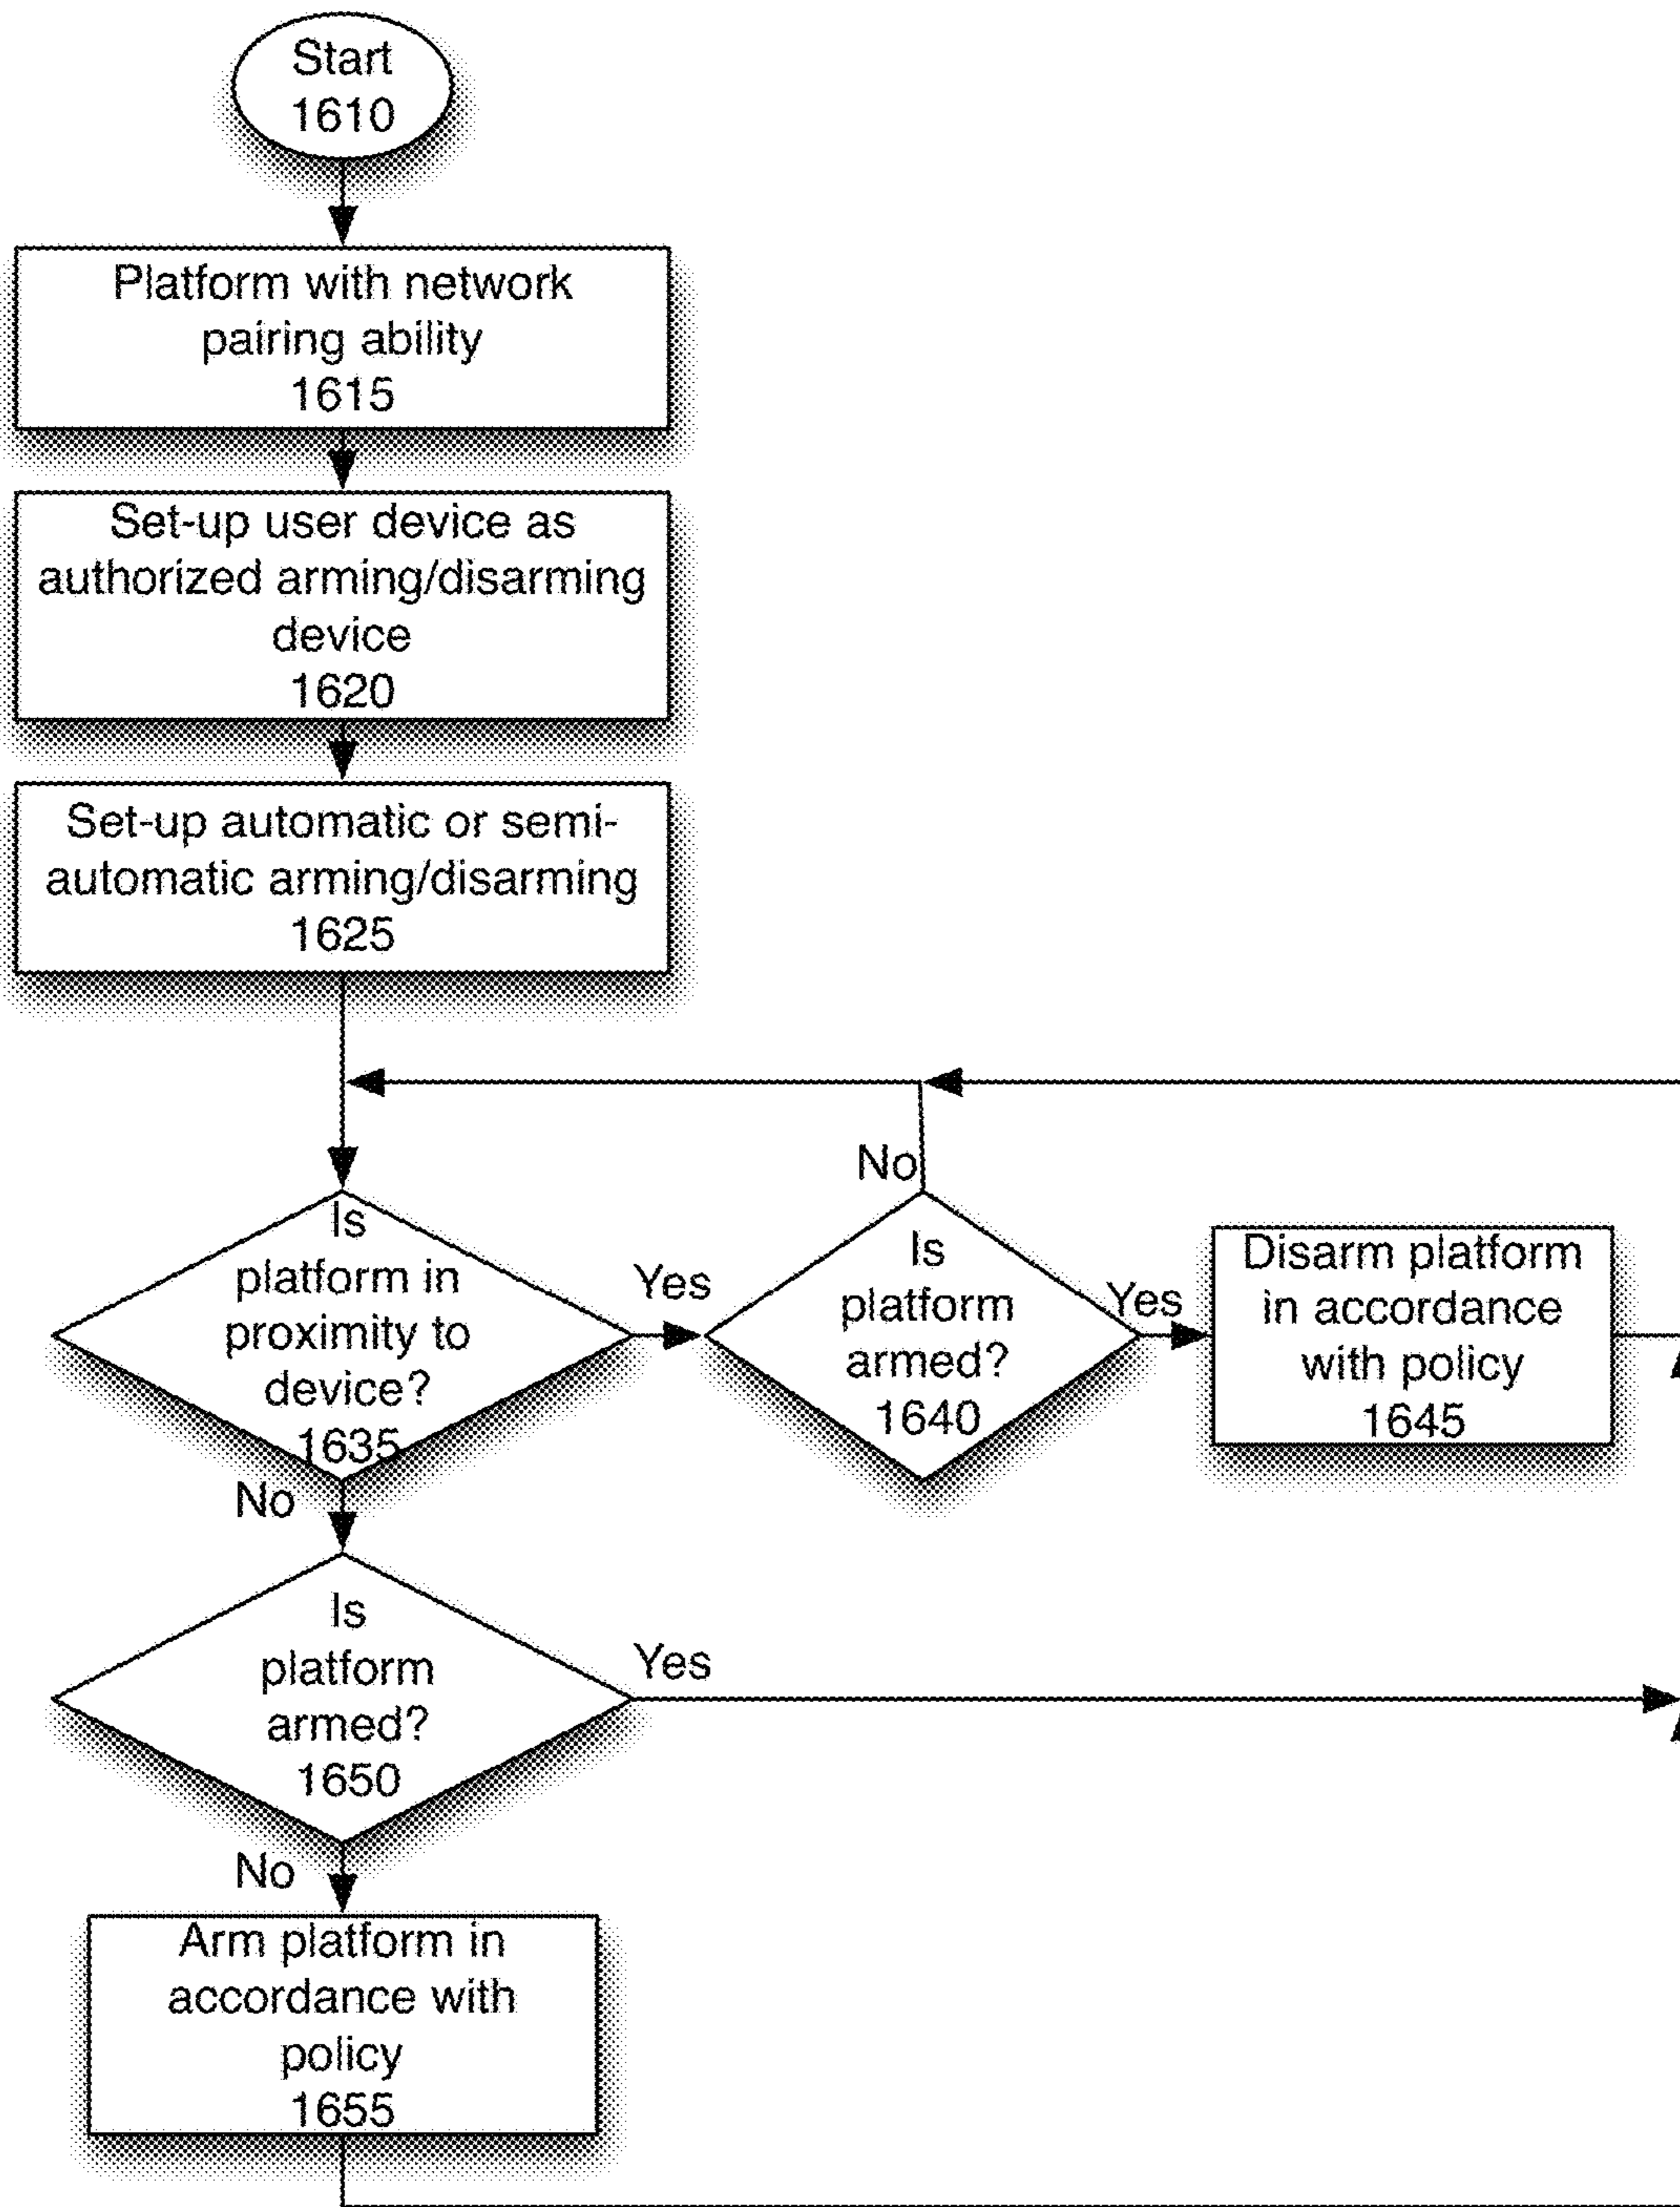 Start
1610
Platform with network
pairing ability
1615
Set-up user device as
authorized arming/disarming
device
1620
Set-up automatic or semi-
automatic arming/disarming
1625
Is
platform in
proximity to
device?
1635
Yes
No
Is
platform
armed?
1640
No
Yes
Disarm platform
in accordance
with policy
1645
Is
platform
armed?
1650
Yes
No
Arm platform in
accordance with
policy
1655